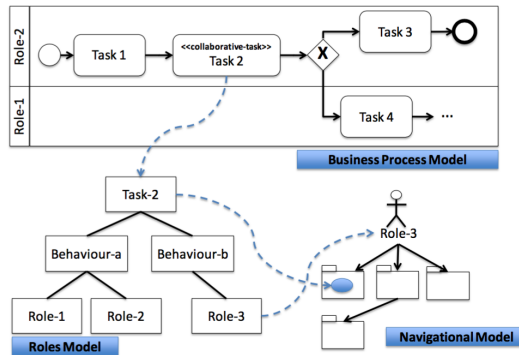 Role-2
Task 1
<<collaborative-task>>
Task 2
X
Task 3
Role-1
Task 4
...
Business Process Model
Task-2
Behaviour-a
Behaviour-b
Role-3
Role-1
Role-2
Role-3
Roles Model
Navigational Model